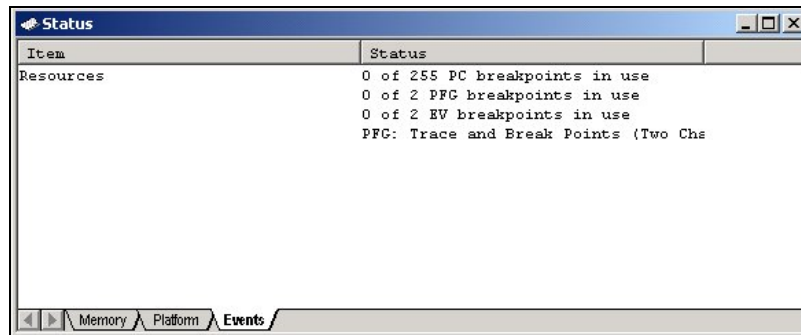 Status
Item Status
Resources 0 of 255 PC breakpoints in use
0 of 2 PFG breakpoints in use
0 of 2 EV breakpoints in use
PFG: Trace and Break Points (Two Cha
Memory Platform Events